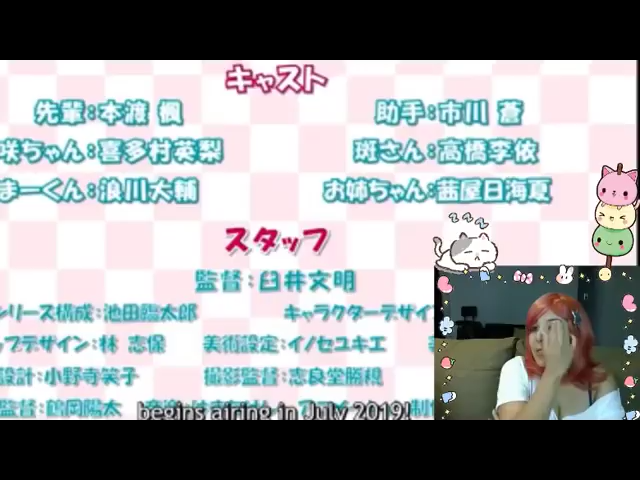 キャスト
先輩:本渡 楓 助手:市川 蒼
咲ちゃん:喜多村英梨 斑さん:高橋李依
まーくん:浪川大輔 お姉ちゃん:茜屋日海夏
スタッフ
監督:臼井文明
シリーズ構成:池田臨太郎 キャラクターデザイ
プデザイン:林 志保 美術設定:イノセユキエ
設計:小野寺笑子 撮影監督:志良堂勝規
監督:鶴岡陽太
begins airing in July 2019!
zzz